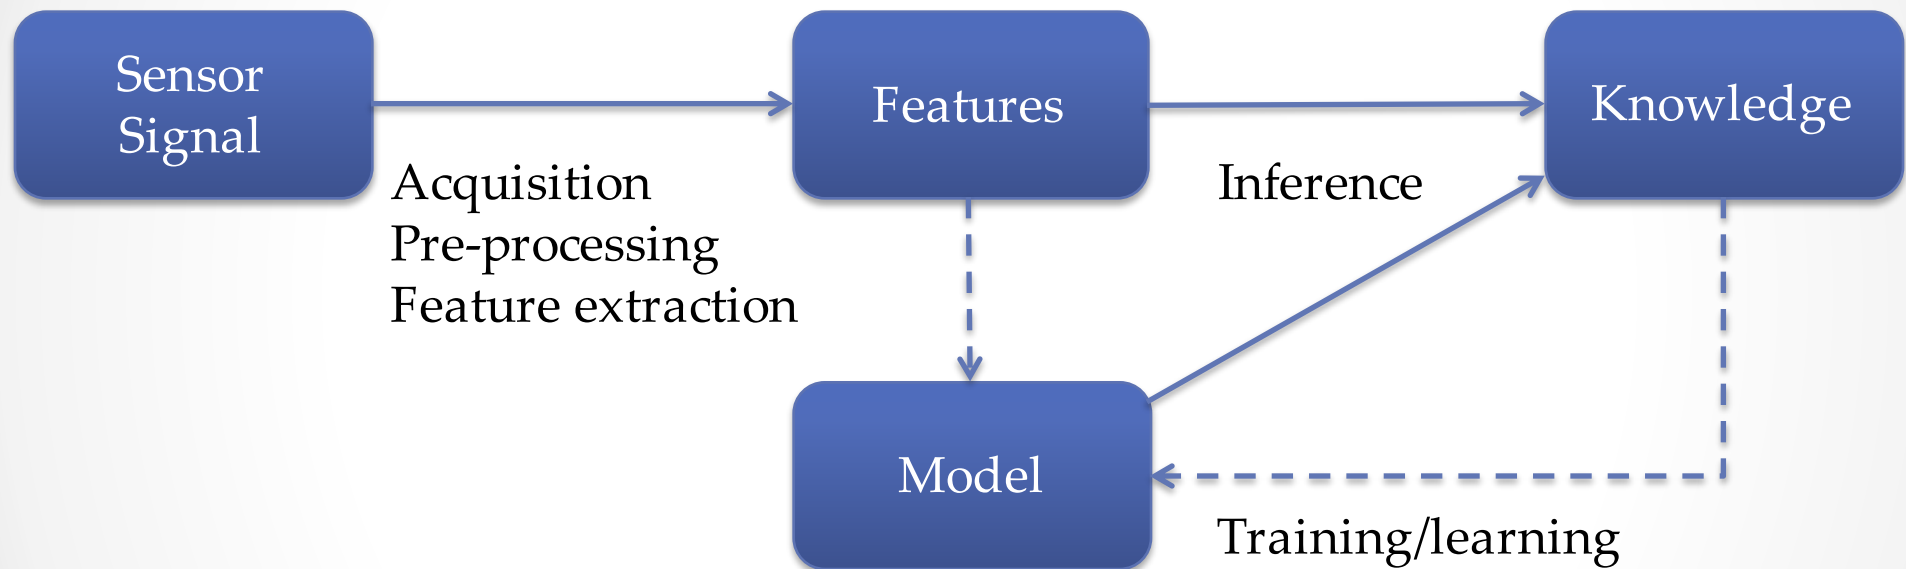 Sensor
Signal
Features
Knowledge
Acquisition
Pre-processing
Feature extraction
Inference
Model
Training/learning